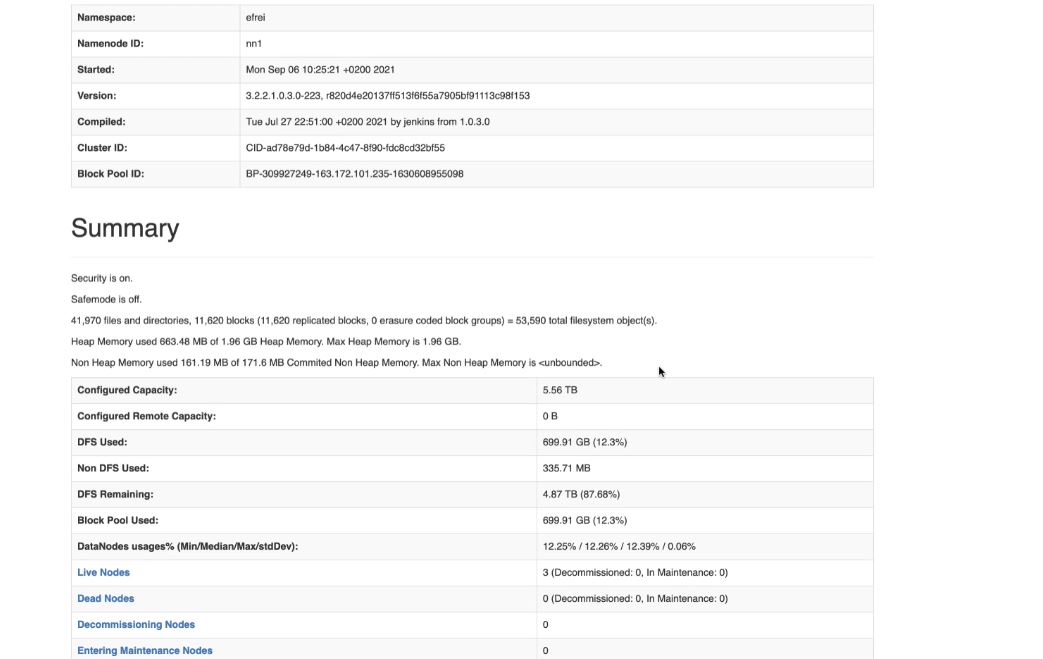 Namespace: efrei
Namenode ID: nn1
Started: Mon Sep 06 10:25:21 +0200 2021
Version: 3.2.2.1.0.3.0-223, r820d4e20137ff513f6f55a7905bf91113c98f153
Compiled: Tue Jul 27 22:51:00 +0200 2021 by jenkins from 1.0.3.0
Cluster ID: CID-ad78e79d-1b84-4c47-8f90-fdc8cd32bf55
Block Pool ID: BP-309927249-163.172.101.235-1630608955098
Summary
Security is on.
Safemode is off.
41,970 files and directories, 11,620 blocks (11,620 replicated blocks, 0 erasure coded block groups) = 53,590 total filesystem object(s).
Heap Memory used 663.48 MB of 1.96 GB Heap Memory. Max Heap Memory is 1.96 GB.
Non Heap Memory used 161.19 MB of 171.6 MB Commited Non Heap Memory. Max Non Heap Memory is <unbounded>.
Configured Capacity: 5.56 TB
Configured Remote Capacity: 0 B
DFS Used: 699.91 GB (12.3%)
Non DFS Used: 335.71 MB
DFS Remaining: 4.87 TB (87.68%)
Block Pool Used: 699.91 GB (12.3%)
DataNodes usages% (Min/Median/Max/stdDev): 12.25% / 12.26% / 12.39% / 0.06%
Live Nodes 3 (Decommissioned: 0, In Maintenance: 0)
Dead Nodes 0 (Decommissioned: 0, In Maintenance: 0)
Decommissioning Nodes 0
Entering Maintenance Nodes 0